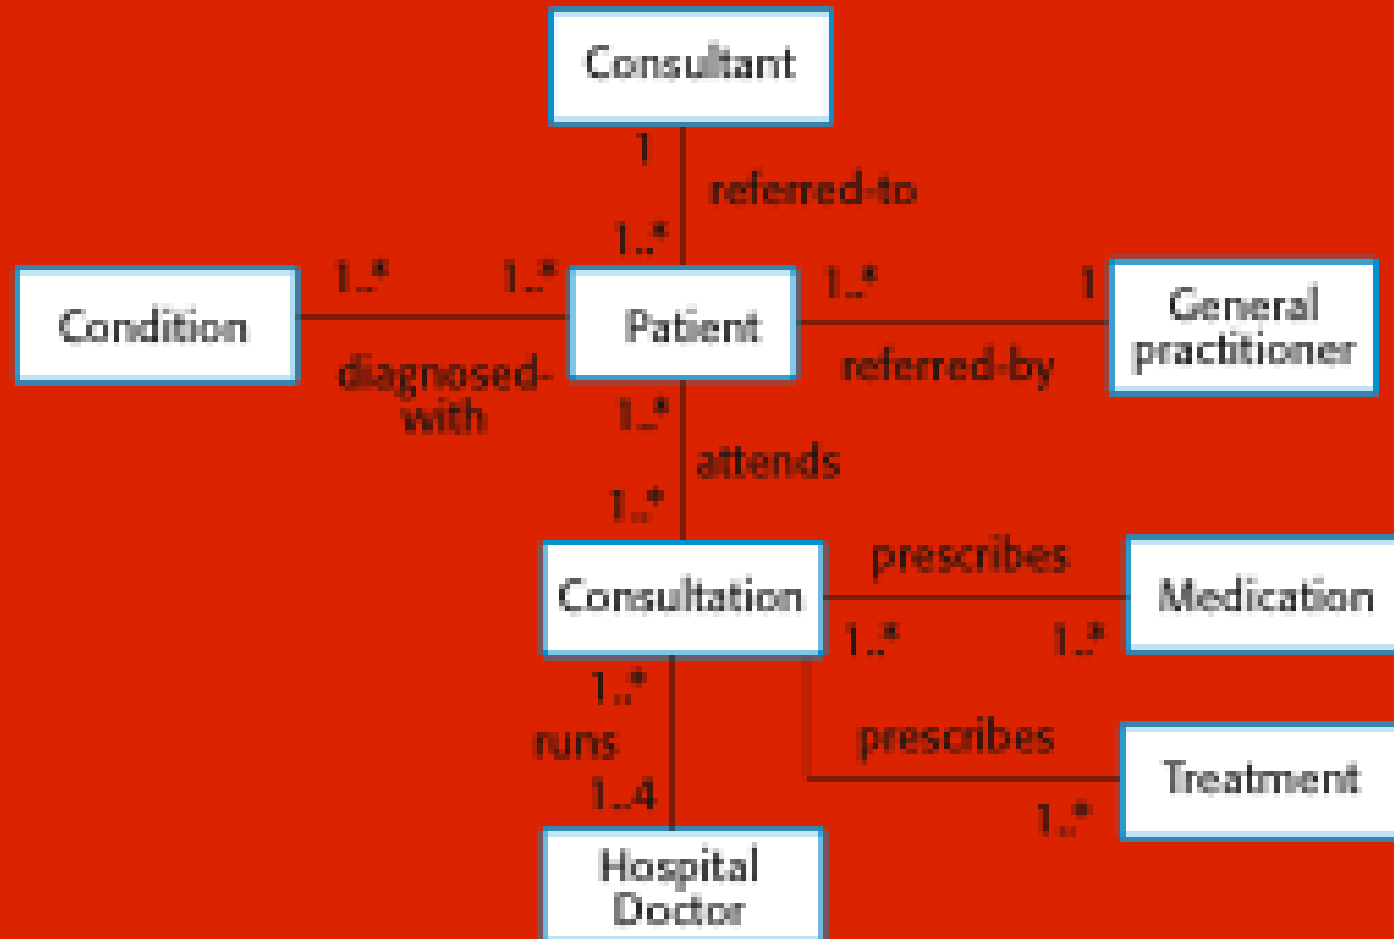 Consultant
1
referred-to
1..*
1..*
1..*
1..*
1
Condition
Patient
General
practitioner
diagnosed-
with
referred-by
1..*
attends
1..*
prescribes
Consultation
Medication
1..*
1..*
1..*
runs
prescribes
Treatment
1..4
1..*
Hospital
Doctor